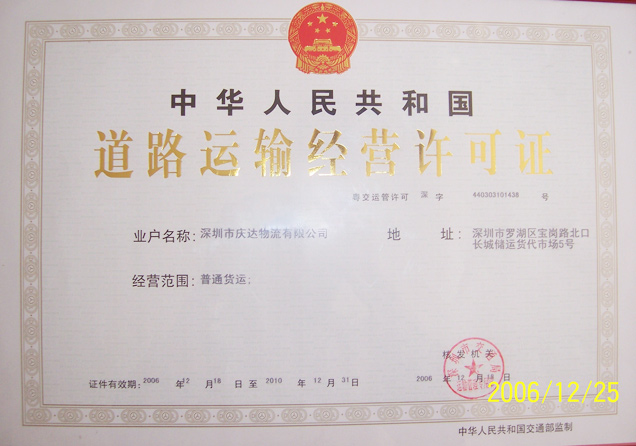 中华人民共和国
道路运输经营许可证
粤交运管许可 深 字 440303101438 号
业户名称：深圳市庆达物流有限公司
地 址：深圳市罗湖区宝岗路北口
长城储运货代市场5号
经营范围：普通货运；
核发机关
证件有效期：2006 年12 月18 日至 2010 年 12 月 31 日
2006 年 12 月 18 日
2006/12/25
中华人民共和国交通部监制